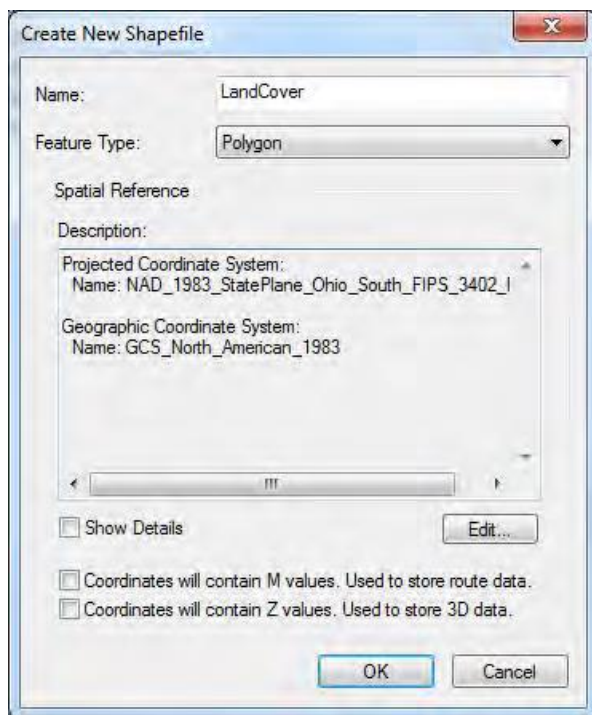 Create New Shapefile
Name: LandCover
Feature Type: Polygon
Spatial Reference
Description:
Projected Coordinate System:
Name: NAD_1983_StatePlane_Ohio_South_FIPS_3402_
Geographic Coordinate System:
Name: GCS_North_American_1983
Show Details
Edit...
Coordinates will contain M values. Used to store route data.
Coordinates will contain Z values. Used to store 3D data.
OK Cancel